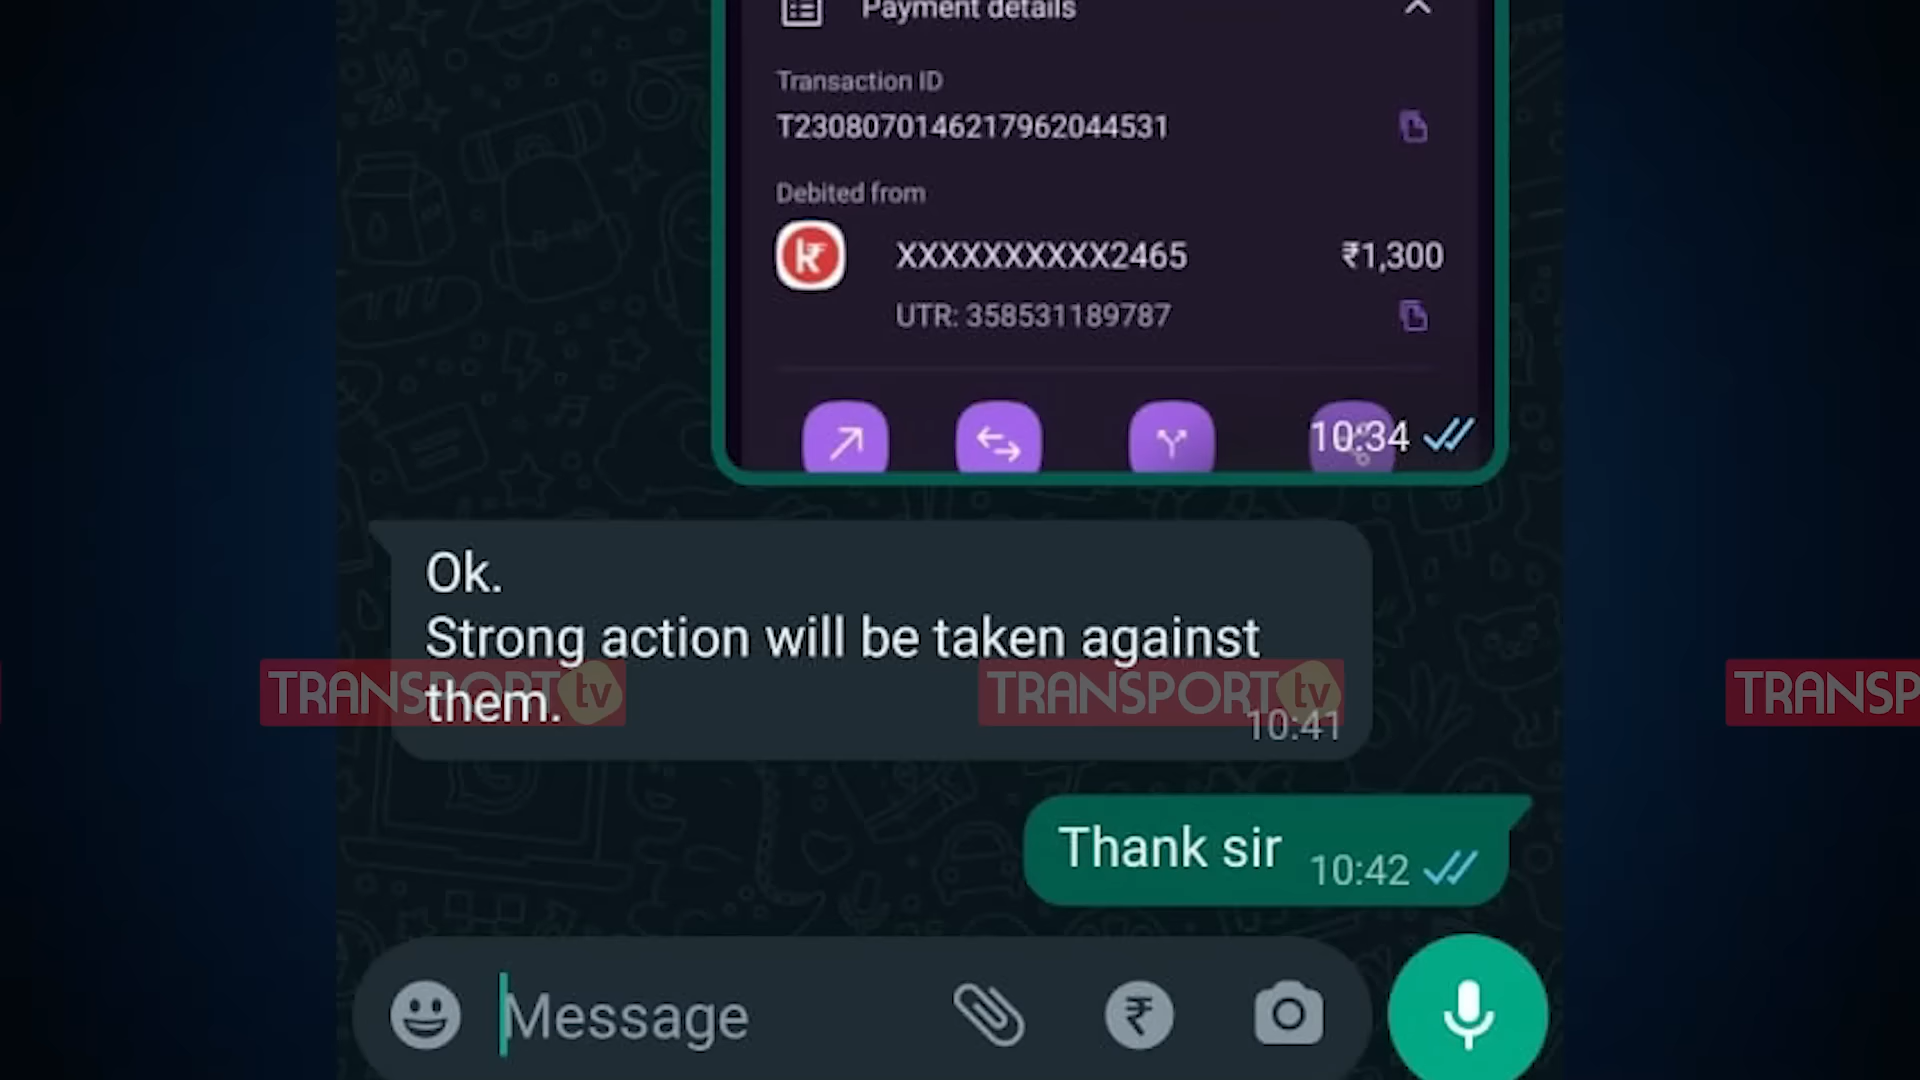 Payment details
Transaction ID
T2308070146217962044531
Debited from
XXXXXXXXXX2465 ₹1,300
UTR: 358531189787
10:34
Ok.
Strong action will be taken against
them.
10:41
TRANSPORT tv TRANSPORT tv TRANSP
Thank sir 10:42
Message